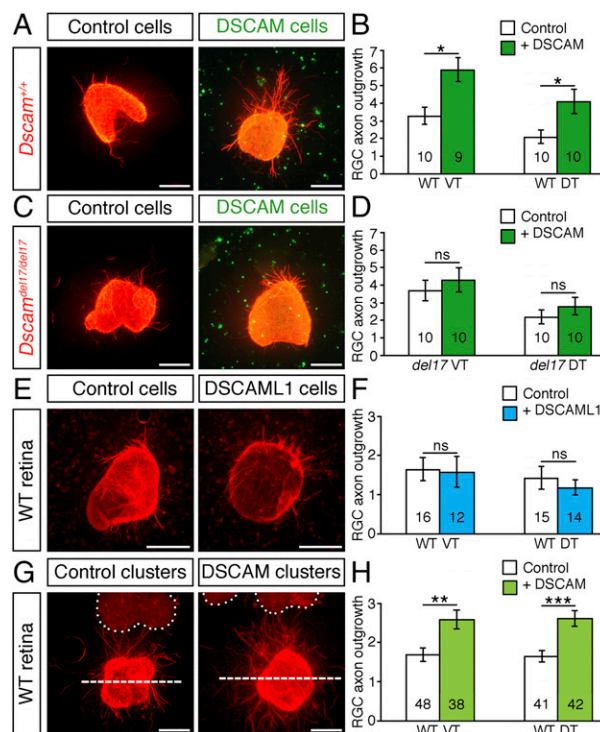 A
Control cells
DSCAM cells
Dscam+/+
B
RGC axon outgrowth
7
6
5
4
3
2
1
0
Control
+ DSCAM
*
*
10
9
10
10
WT VT
WT DT
C
Control cells
DSCAM cells
Dscamdel17/del17
D
RGC axon outgrowth
7
6
5
4
3
2
1
0
Control
+ DSCAM
ns
ns
10
10
10
10
del17 VT
del17 DT
E
Control cells
DSCAML1 cells
WT retina
F
RGC axon outgrowth
3
2
1
0
Control
+ DSCAML1
ns
ns
16
12
15
14
WT VT
WT DT
G
Control clusters
DSCAM clusters
WT retina
H
RGC axon outgrowth
3
2
1
0
Control
+ DSCAM
**
***
48
38
41
42
WT VT
WT DT